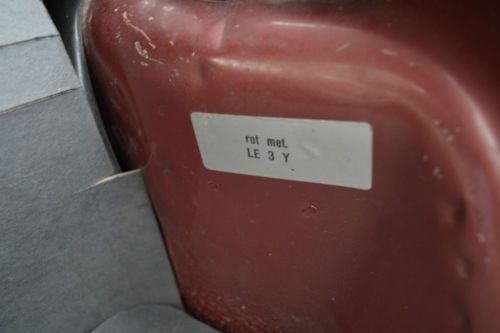 rot met.
LE 3 Y